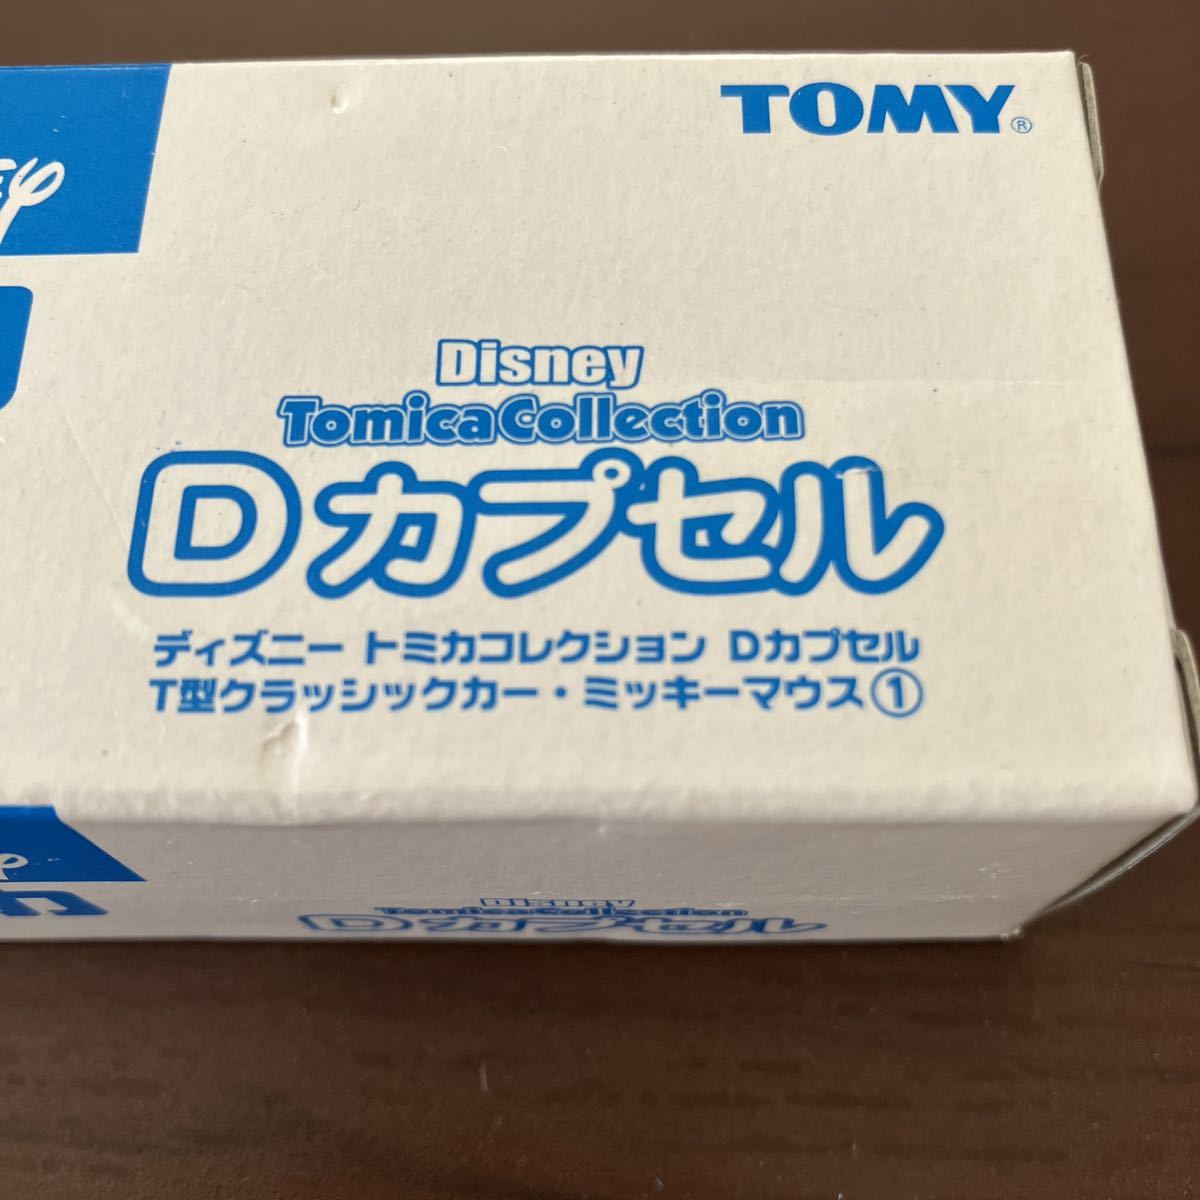 TOMY®
Disney
TomicaCollection
Dカプセル
ディズニー トミカコレクション Dカプセル
T型クラッシックカー・ミッキーマウス①
Disney
TomicaCollection
Dカプセル